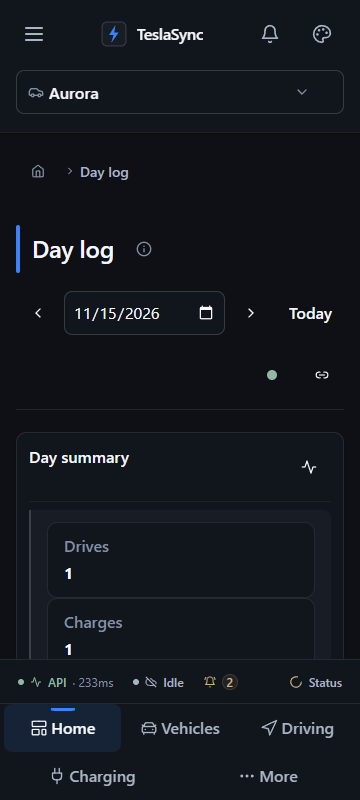 TeslaSync
Aurora
Day log
Day log
11/15/2026
Today
Day summary
Drives
1
Charges
1
API · 233ms
Idle
2
Status
Home
Vehicles
Driving
Charging
More